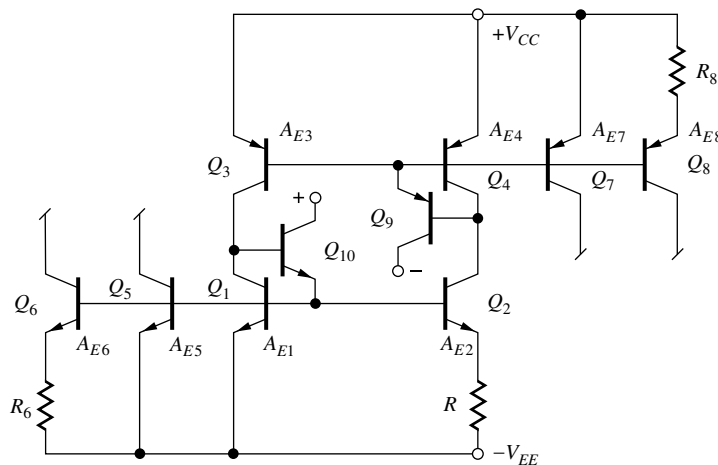 +V_CC
R_8
A_E3
A_E4
A_E7
A_E8
Q_3
Q_4
Q_7
Q_8
+
Q_9
Q_10
−
Q_6
Q_5
Q_1
Q_2
A_E6
A_E5
A_E1
A_E2
R_6
R
−V_EE